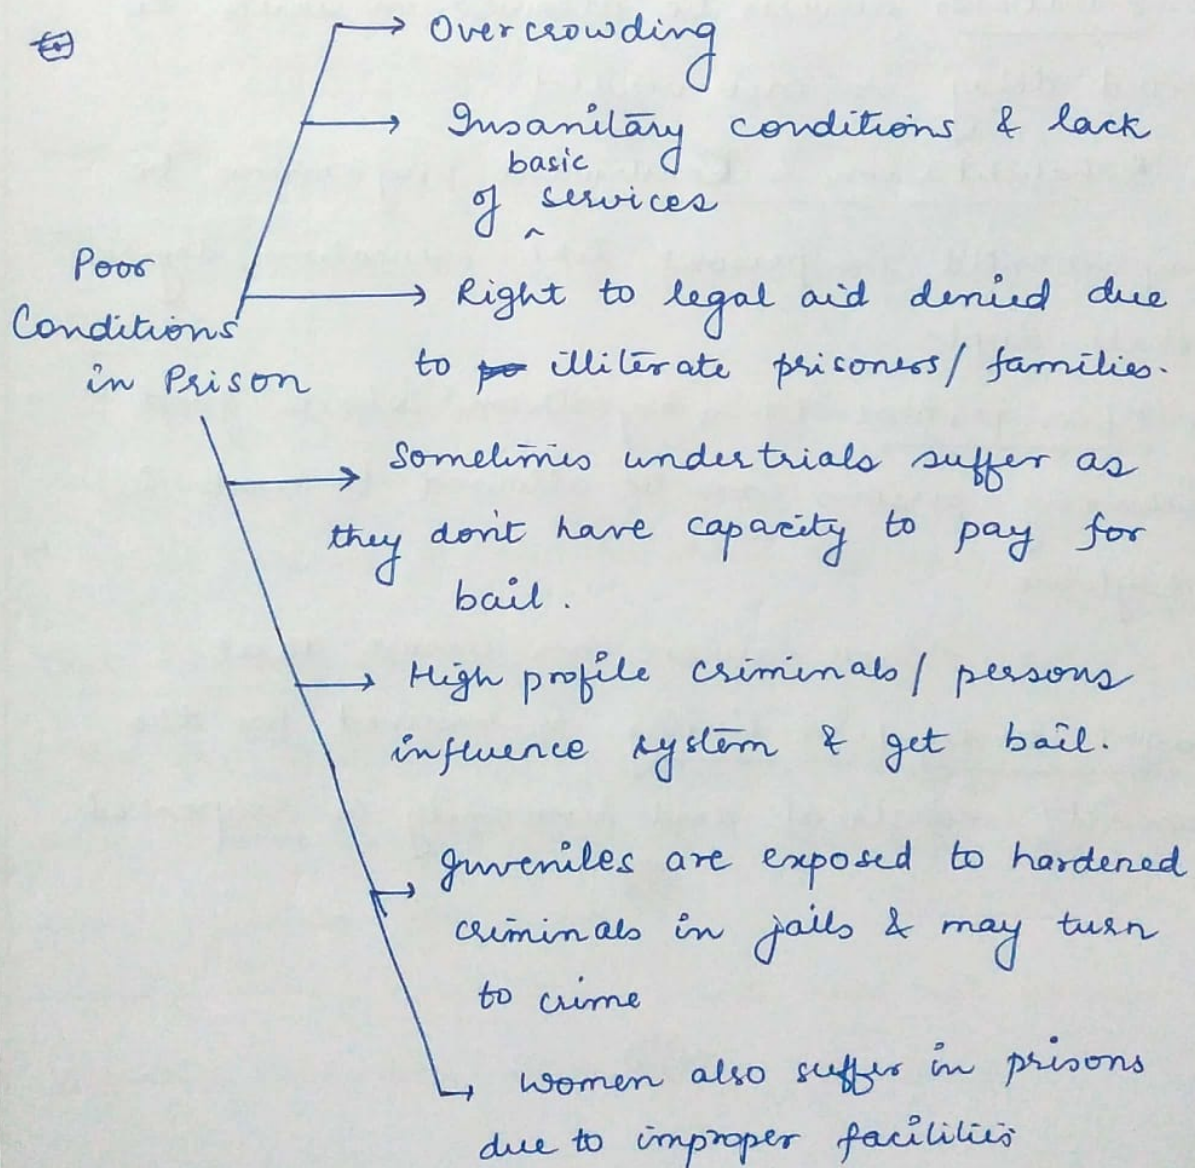 Overcrowding
Insanitary conditions & lack
basic
of services
Poor
Conditions
in Prison
Right to legal aid denied due
to illiterate prisoners/ families.
Sometimes undertrials suffer as
they don't have capacity to pay for
bail.
High profile criminals/ persons
influence system & get bail.
Juveniles are exposed to hardened
criminals in jails & may turn
to crime
women also suffer in prisons
due to improper facilities